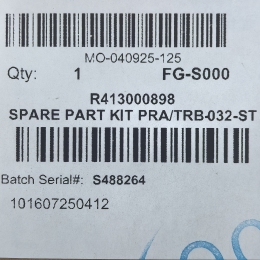 MO-040925-125
Qty: 1 FG-S000
R413000898
SPARE PART KIT PRA/TRB-032-ST
Batch Serial#: S488264
101607250412